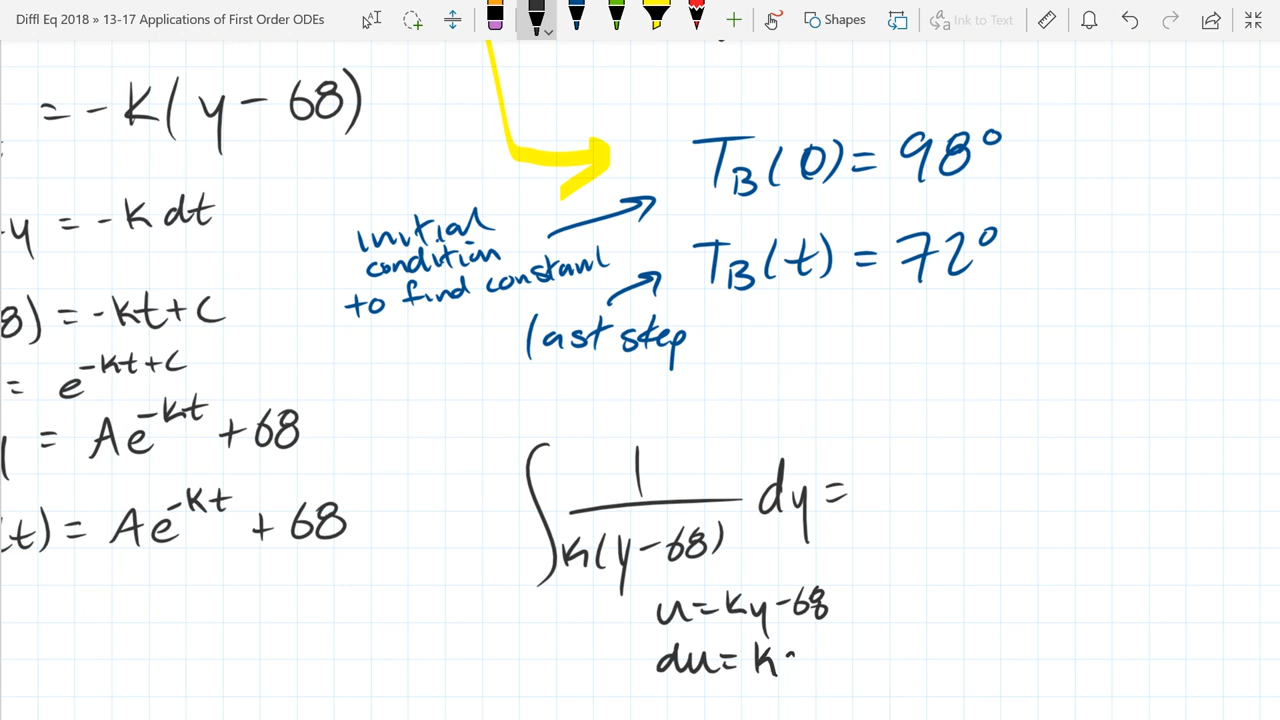 Diffl Eq 2018 » 13-17 Applications of First Order ODEs
Shapes
Ink to Text
= -K(y - 68)
y = -K dt
8) = -Kt + C
= e^{-Kt + C}
= Ae^{-Kt} + 68
(t) = Ae^{-Kt} + 68
T_B(0) = 98°
initial
condition
to find constant
T_B(t) = 72°
last step
∫ 1/(K(y - 68)) dy =
u = Ky - 68
du = K